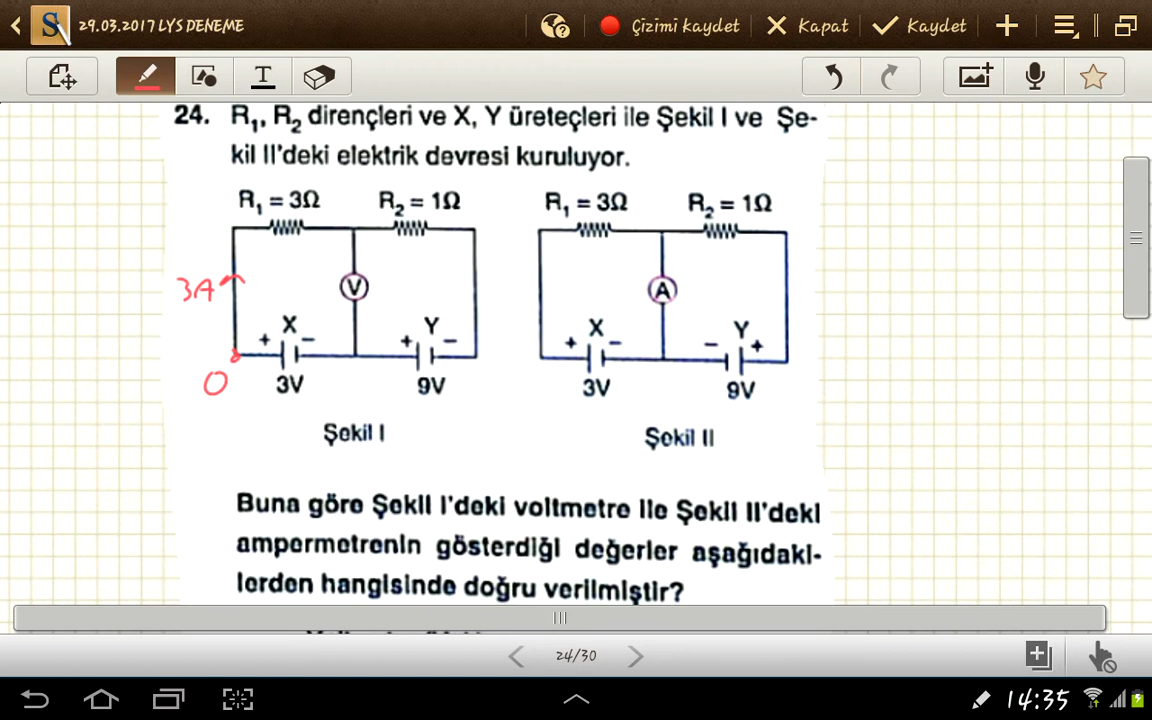 29.03.2017 LYS DENEME
Çizimi kaydet
Kapat
Kaydet
T
24. R₁, R₂ dirençleri ve X, Y üreteçleri ile Şekil I ve Şe-
kil II'deki elektrik devresi kuruluyor.
R₁ = 3Ω R₂ = 1Ω
3A
V
+ X − + Y −
O
3V 9V
Şekil I
R₁ = 3Ω R₂ = 1Ω
A
+ X − − Y +
3V 9V
Şekil II
Buna göre Şekil I'deki voltmetre ile Şekil II'deki
ampermetrenin gösterdiği değerler aşağıdaki-
lerden hangisinde doğru verilmiştir?
24/30
14:35